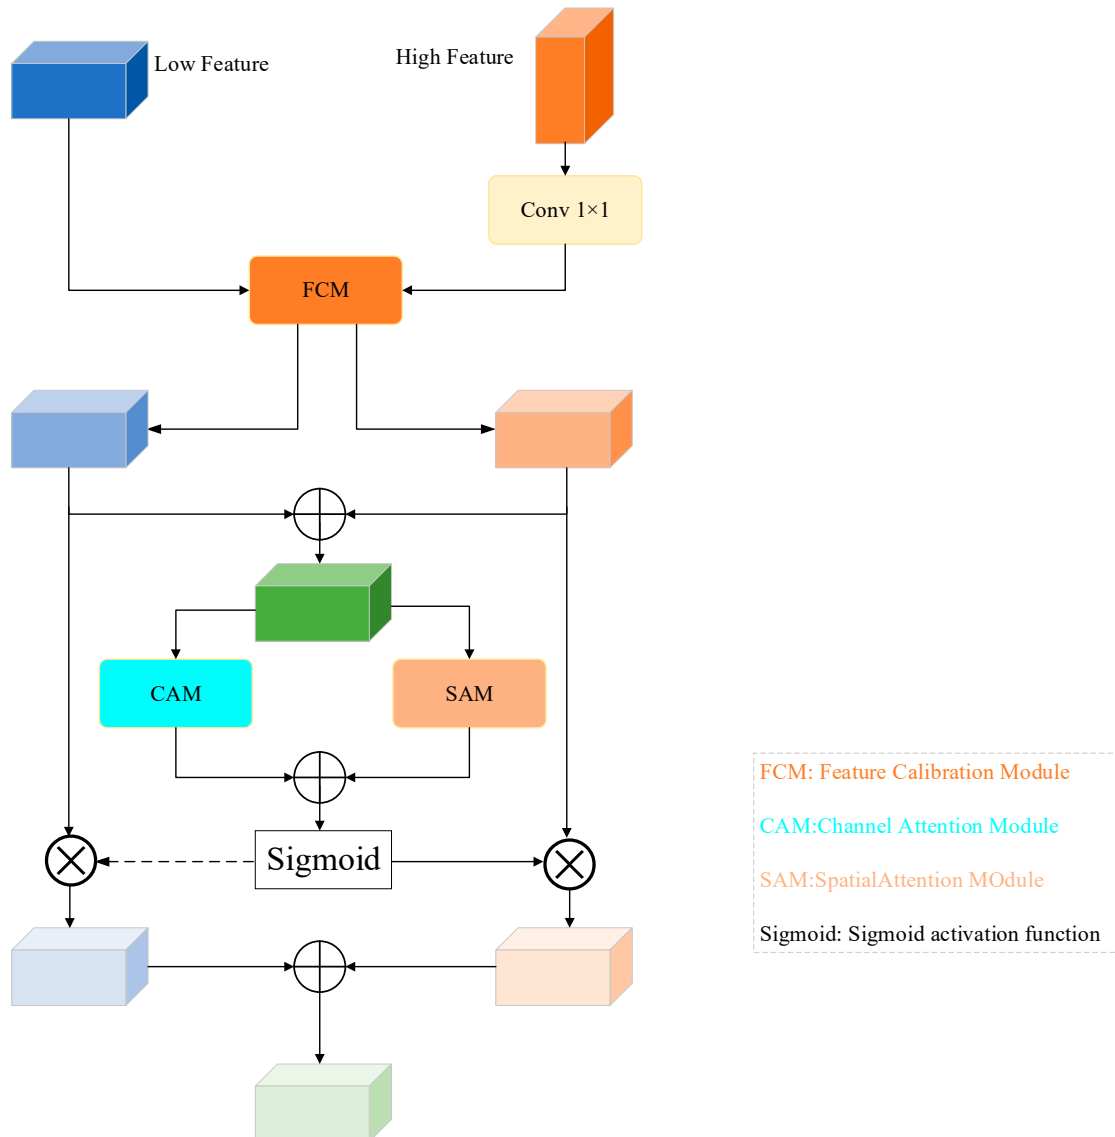 Low Feature
High Feature
Conv 1×1
FCM
CAM
SAM
Sigmoid
FCM: Feature Calibration Module
CAM:Channel Attention Module
SAM:SpatialAttention MOdule
Sigmoid: Sigmoid activation function